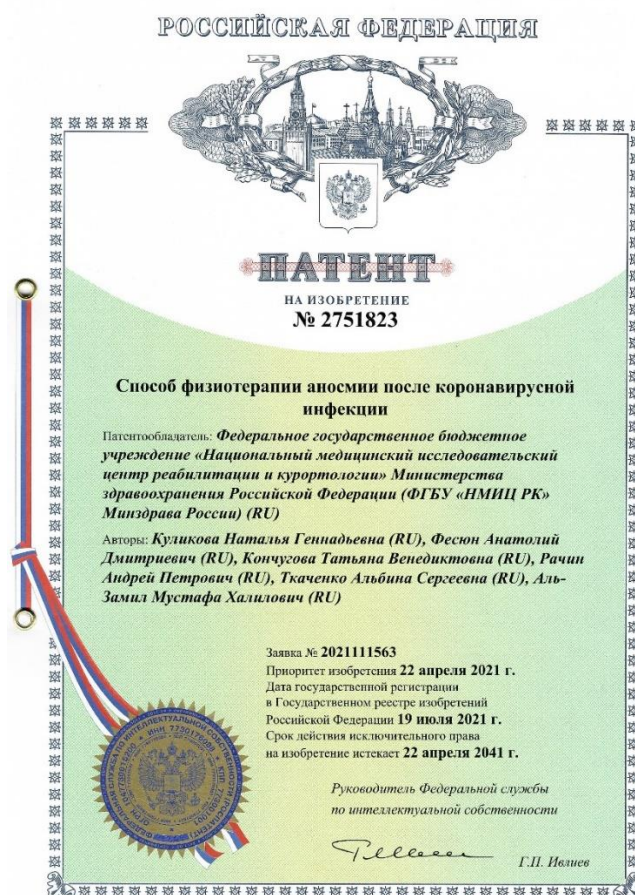 РОССИЙСКАЯ ФЕДЕРАЦИЯ
ПАТЕНТ
НА ИЗОБРЕТЕНИЕ
№ 2751823
Способ физиотерапии аносмии после коронавирусной
инфекции
Патентообладатель: Федеральное государственное бюджетное
учреждение «Национальный медицинский исследовательский
центр реабилитации и курортологии» Министерства
здравоохранения Российской Федерации (ФГБУ «НМИЦ РК»
Минздрава России) (RU)
Авторы: Куликова Наталья Геннадьевна (RU), Фесюн Анатолий
Дмитриевич (RU), Кончугова Татьяна Венедиктовна (RU), Рачин
Андрей Петрович (RU), Ткаченко Альбина Сергеевна (RU), Аль-
Замил Мустафа Халилович (RU)
Заявка № 2021111563
Приоритет изобретения 22 апреля 2021 г.
Дата государственной регистрации
в Государственном реестре изобретений
Российской Федерации 19 июля 2021 г.
Срок действия исключительного права
на изобретение истекает 22 апреля 2041 г.
Руководитель Федеральной службы
по интеллектуальной собственности
Г.П. Ивлиев
ФЕДЕРАЛЬНАЯ СЛУЖБА ПО ИНТЕЛЛЕКТУАЛЬНОЙ СОБСТВЕННОСТИ